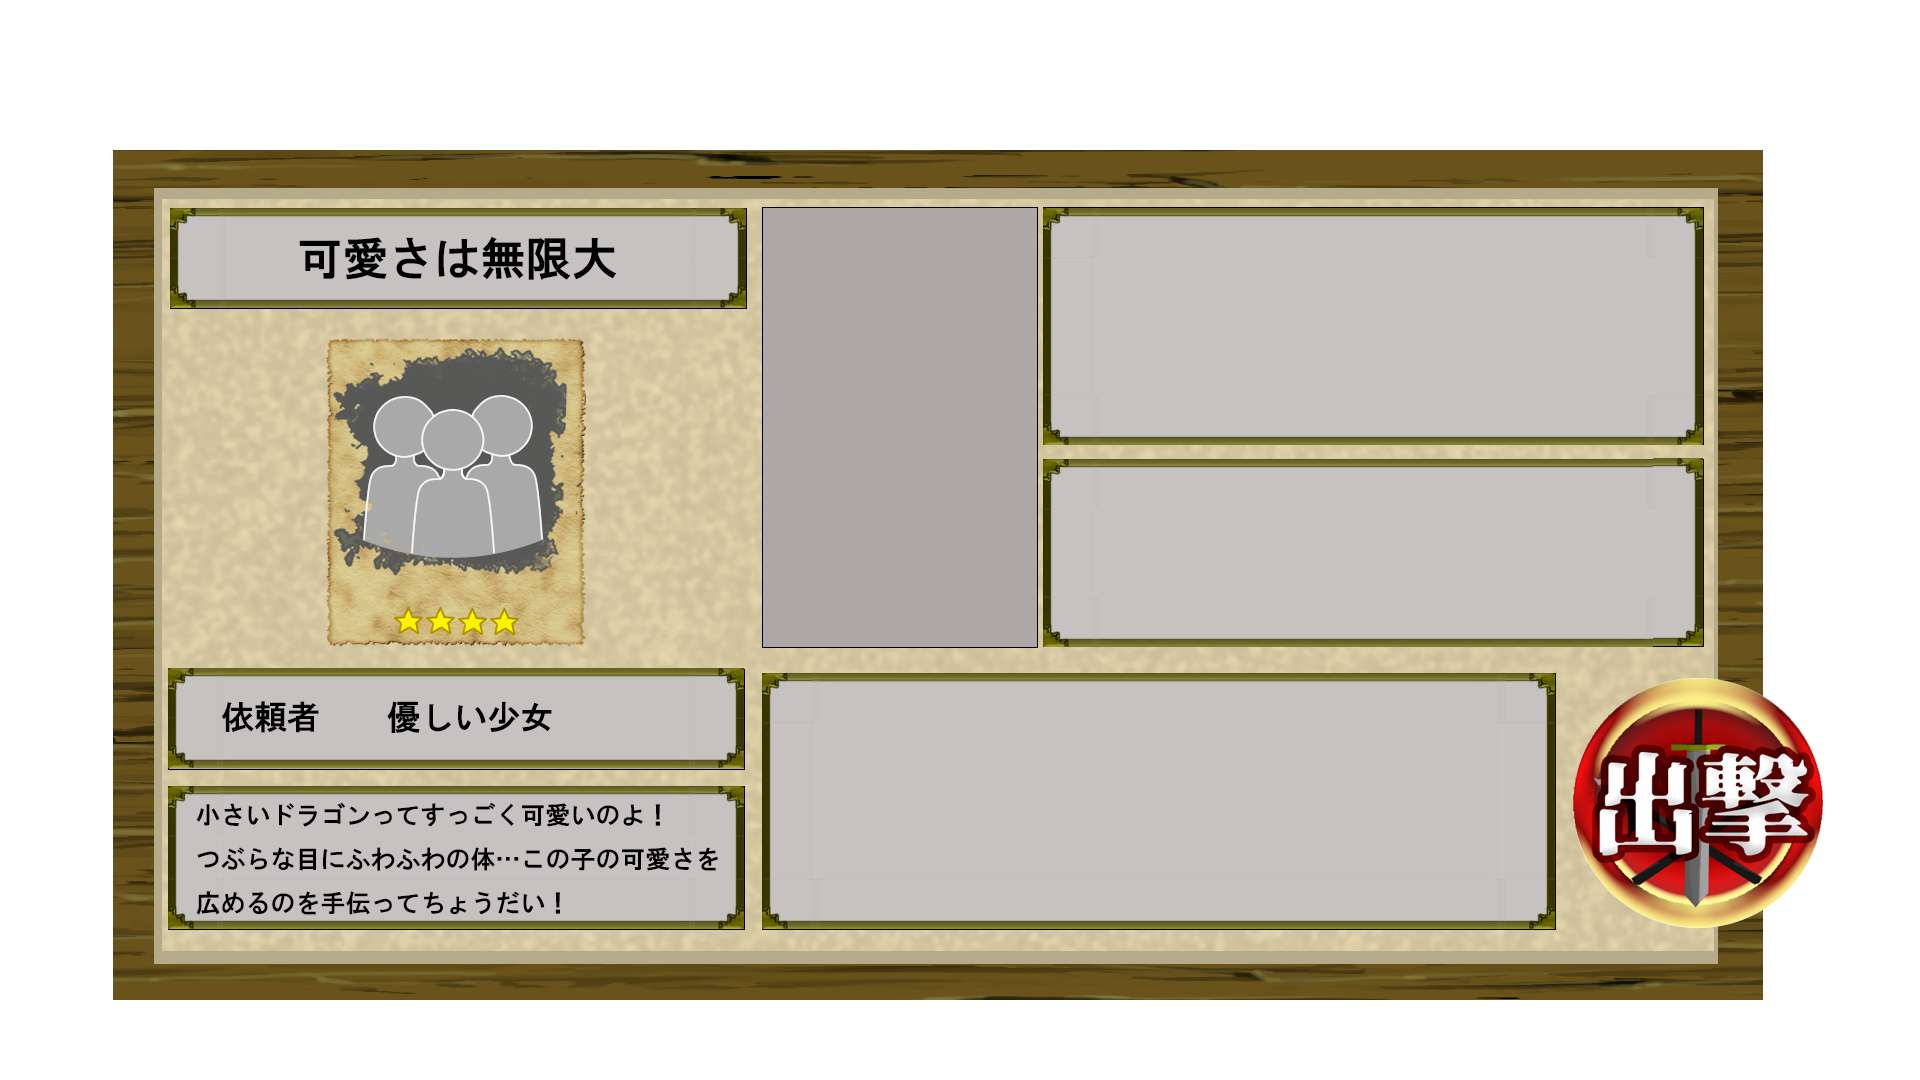 可愛さは無限大
依頼者　　優しい少女
小さいドラゴンってすっごく可愛いのよ！
つぶらな目にふわふわの体…この子の可愛さを
広めるのを手伝ってちょうだい！
出撃